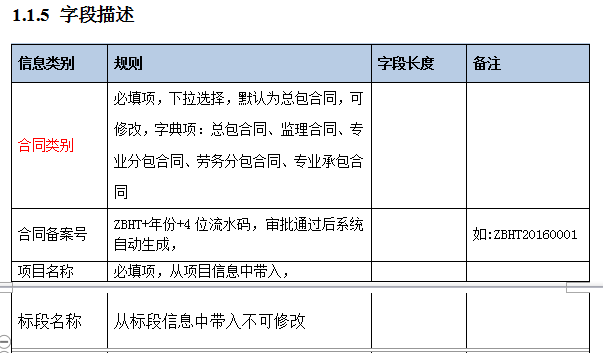 1.1.5 字段描述
信息类别 规则 字段长度 备注
合同类别
必填项，下拉选择，默认为总包合同，可
修改，字典项：总包合同、监理合同、专
业分包合同、劳务分包合同、专业承包合
同
合同备案号
ZBHT+年份+4 位流水码，审批通过后系统
自动生成，
如:ZBHT20160001
项目名称 必填项，从项目信息中带入，
标段名称 从标段信息中带入不可修改